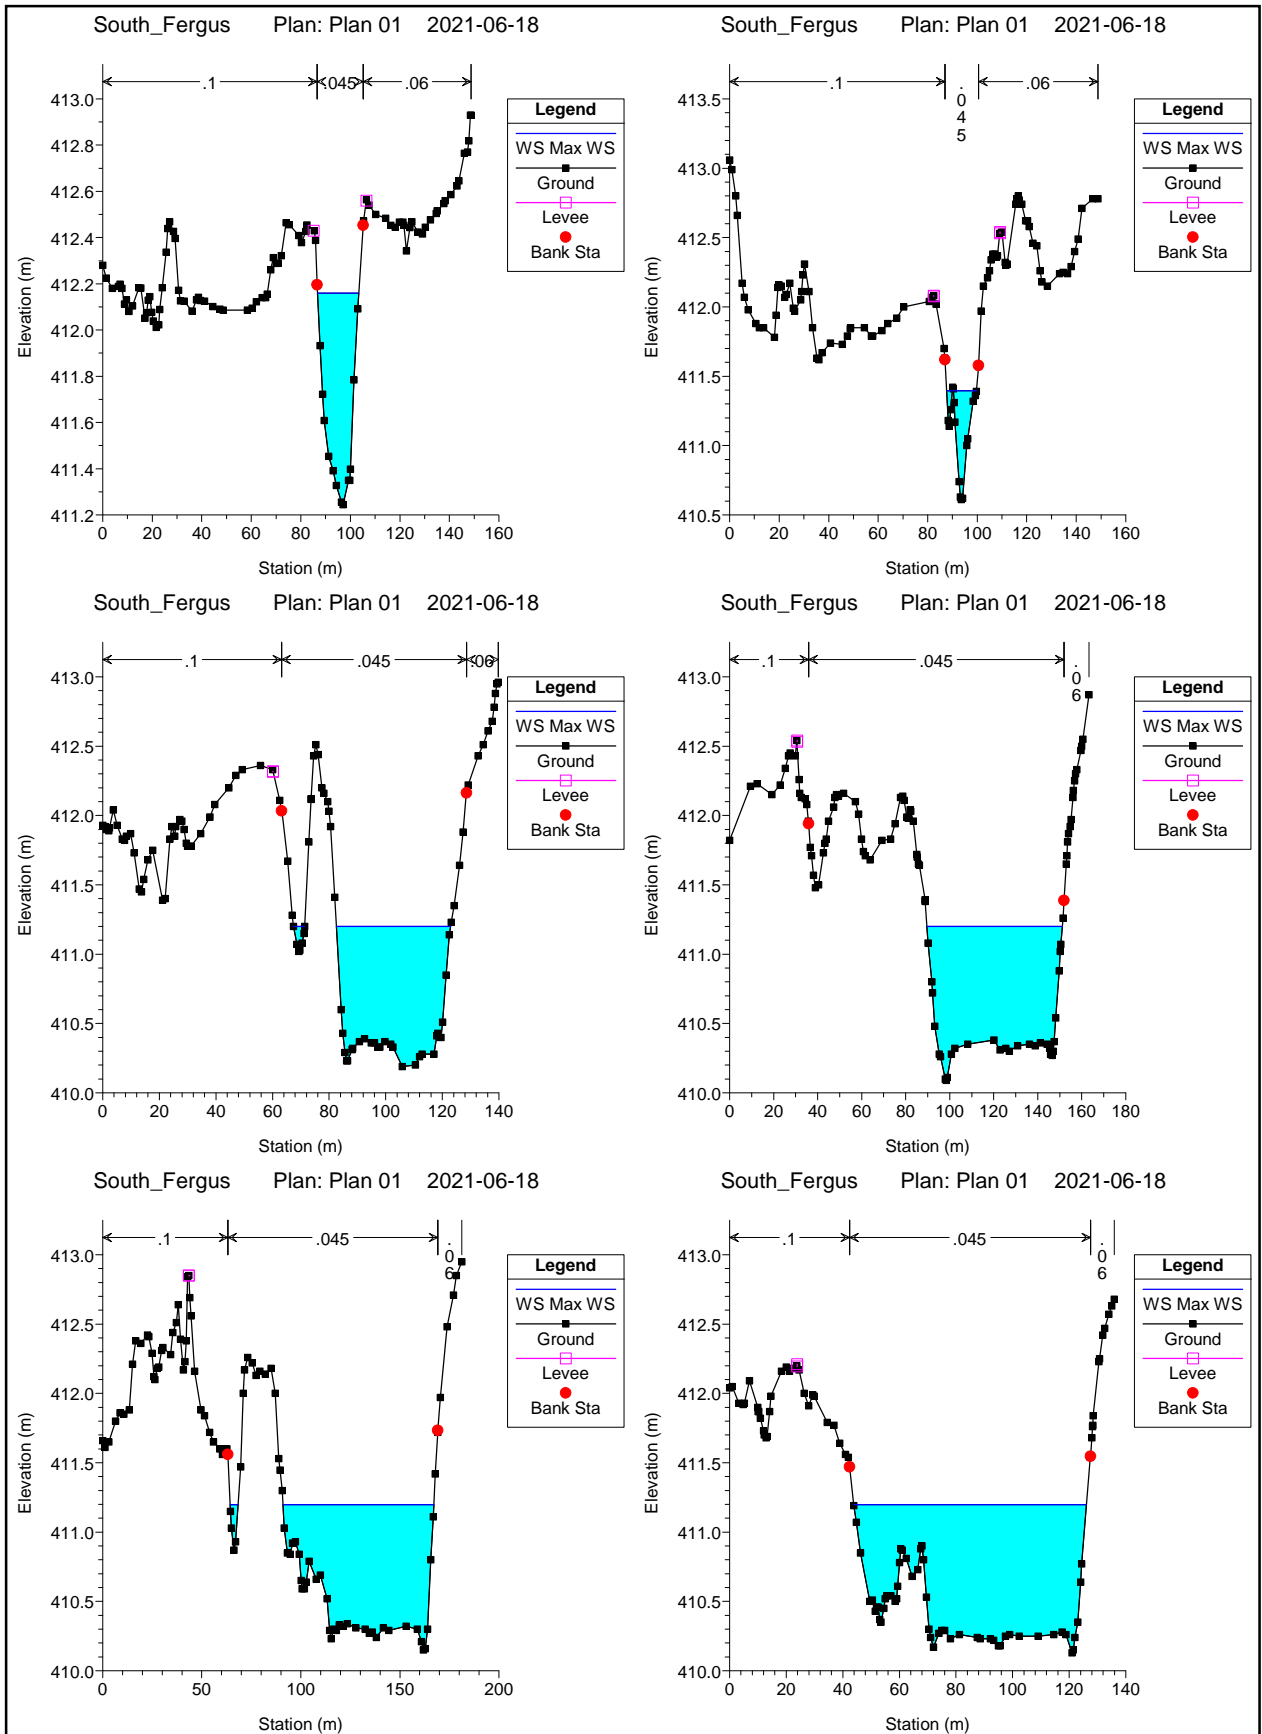 South_Fergus Plan: Plan 01 2021-06-18
.1 .045 .06
413.0
412.8
412.6
412.4
412.2
412.0
411.8
411.6
411.4
411.2
Elevation (m)
0 20 40 60 80 100 120 140 160
Station (m)
Legend
WS Max WS
Ground
Levee
Bank Sta
South_Fergus Plan: Plan 01 2021-06-18
.1 .045 .06
413.5
413.0
412.5
412.0
411.5
411.0
410.5
Elevation (m)
0 20 40 60 80 100 120 140 160
Station (m)
Legend
WS Max WS
Ground
Levee
Bank Sta
South_Fergus Plan: Plan 01 2021-06-18
.1 .045 .06
413.0
412.5
412.0
411.5
411.0
410.5
410.0
Elevation (m)
0 20 40 60 80 100 120 140
Station (m)
Legend
WS Max WS
Ground
Levee
Bank Sta
South_Fergus Plan: Plan 01 2021-06-18
.1 .045 .06
413.0
412.5
412.0
411.5
411.0
410.5
410.0
Elevation (m)
0 20 40 60 80 100 120 140 160 180
Station (m)
Legend
WS Max WS
Ground
Levee
Bank Sta
South_Fergus Plan: Plan 01 2021-06-18
.1 .045 .06
413.0
412.5
412.0
411.5
411.0
410.5
410.0
Elevation (m)
0 50 100 150 200
Station (m)
Legend
WS Max WS
Ground
Levee
Bank Sta
South_Fergus Plan: Plan 01 2021-06-18
.1 .045 .06
413.0
412.5
412.0
411.5
411.0
410.5
410.0
Elevation (m)
0 20 40 60 80 100 120 140
Station (m)
Legend
WS Max WS
Ground
Levee
Bank Sta